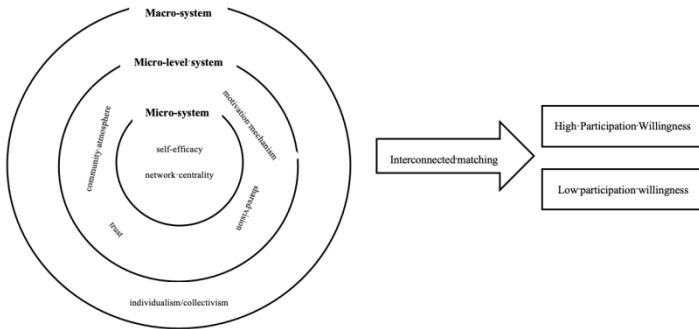 Macro-system
Micro-level·system
Micro-system
community·atmosphere
motivation·mechanism
self-efficacy
network·centrality
trust
shared·vision
individualism/collectivism
Interconnected·matching
High·Participation·Willingness
Low·participation·willingness